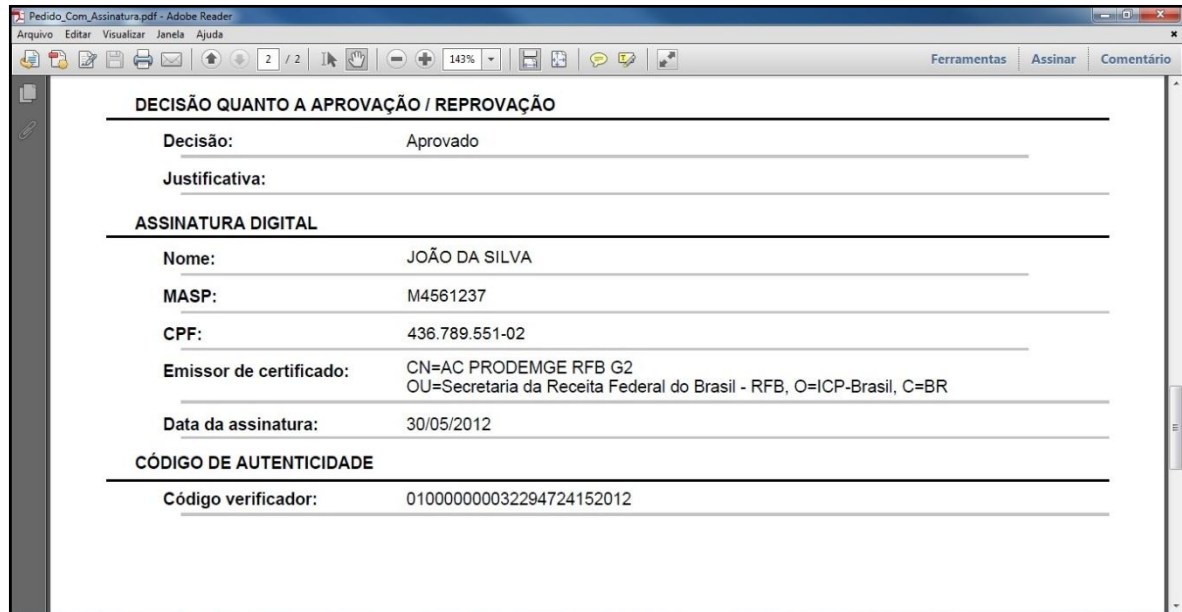 Pedido_Com_Assinatura.pdf - Adobe Reader
Arquivo Editar Visualizar Janela Ajuda
2 / 2 143% Ferramentas Assinar Comentário
DECISÃO QUANTO A APROVAÇÃO / REPROVAÇÃO
Decisão: Aprovado
Justificativa:
ASSINATURA DIGITAL
Nome: JOÃO DA SILVA
MASP: M4561237
CPF: 436.789.551-02
Emissor de certificado: CN=AC PRODEMGE RFB G2
OU=Secretaria da Receita Federal do Brasil - RFB, O=ICP-Brasil, C=BR
Data da assinatura: 30/05/2012
CÓDIGO DE AUTENTICIDADE
Código verificador: 010000000032294724152012